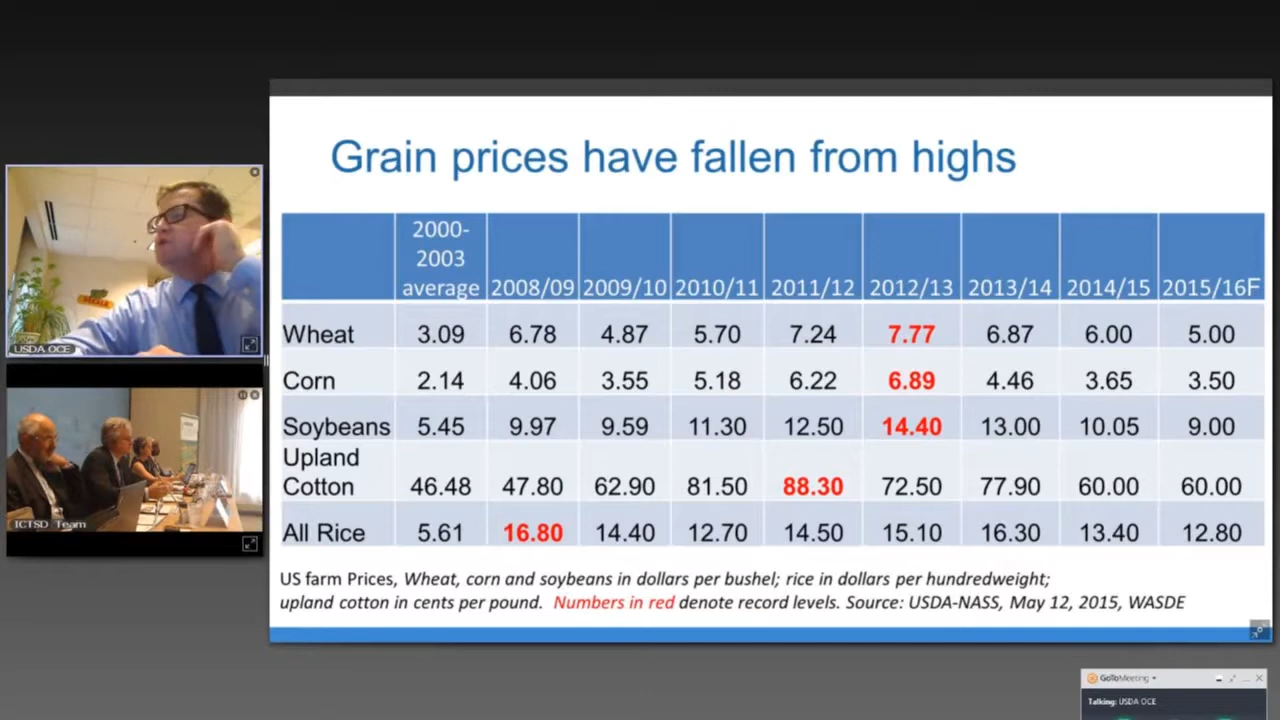 Grain prices have fallen from highs
2000-
2003
average 2008/09 2009/10 2010/11 2011/12 2012/13 2013/14 2014/15 2015/16F
Wheat 3.09 6.78 4.87 5.70 7.24 7.77 6.87 6.00 5.00
Corn 2.14 4.06 3.55 5.18 6.22 6.89 4.46 3.65 3.50
Soybeans 5.45 9.97 9.59 11.30 12.50 14.40 13.00 10.05 9.00
Upland
Cotton 46.48 47.80 62.90 81.50 88.30 72.50 77.90 60.00 60.00
All Rice 5.61 16.80 14.40 12.70 14.50 15.10 16.30 13.40 12.80
US farm Prices, Wheat, corn and soybeans in dollars per bushel; rice in dollars per hundredweight;
upland cotton in cents per pound. Numbers in red denote record levels. Source: USDA-NASS, May 12, 2015, WASDE
USDA OCE
ICTSD Team
GoToMeeting
Talking: USDA OCE